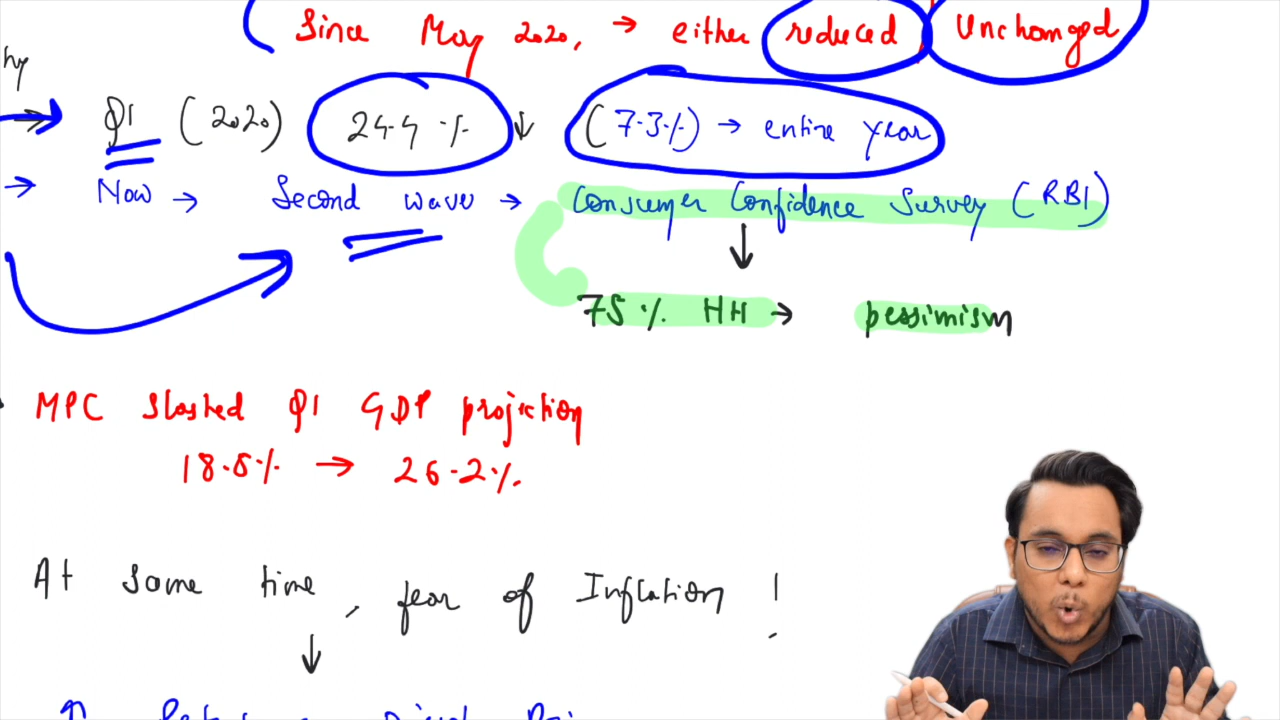 Since May 2020, → either reduced Unchanged
hy
Q1 (2020) 24.4 % ↓ (7.3%) → entire year
→ Now → Second wave → Consumer Confidence Survey (RBI)
↓
75 % HH → pessimism
MPC slashed Q1 GDP projection
18.5% → 26.2%
At same time, fear of Inflation !
↓